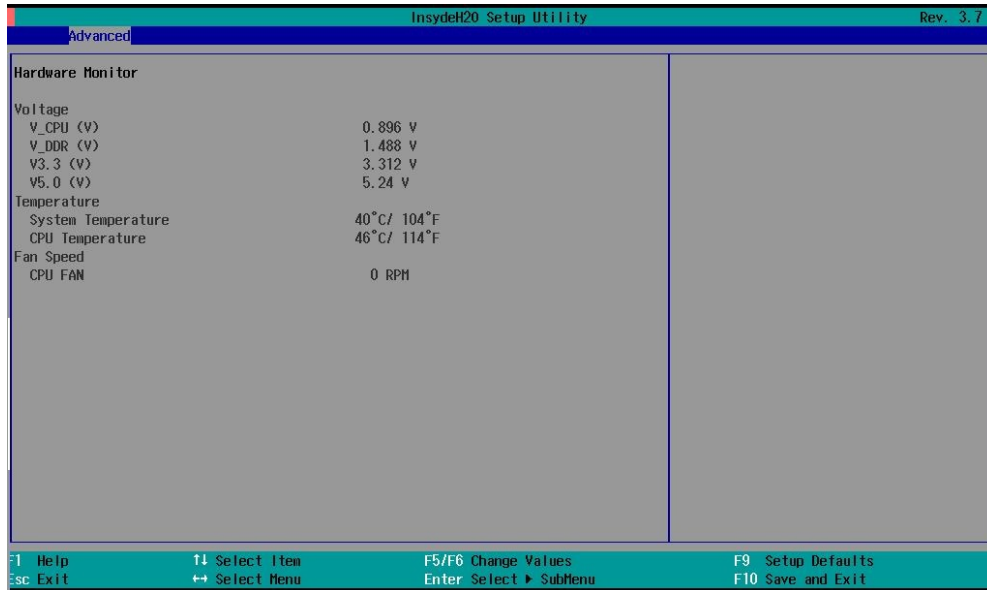 InsydeH20 Setup Utility Rev. 3.7
Advanced
Hardware Monitor
Voltage
V_CPU (V) 0.896 V
V_DDR (V) 1.488 V
V3.3 (V) 3.312 V
V5.0 (V) 5.24 V
Temperature
System Temperature 40°C/ 104°F
CPU Temperature 46°C/ 114°F
Fan Speed
CPU FAN 0 RPM
F1 Help ↑↓ Select Item F5/F6 Change Values F9 Setup Defaults
Esc Exit ↔ Select Menu Enter Select ▶ SubMenu F10 Save and Exit